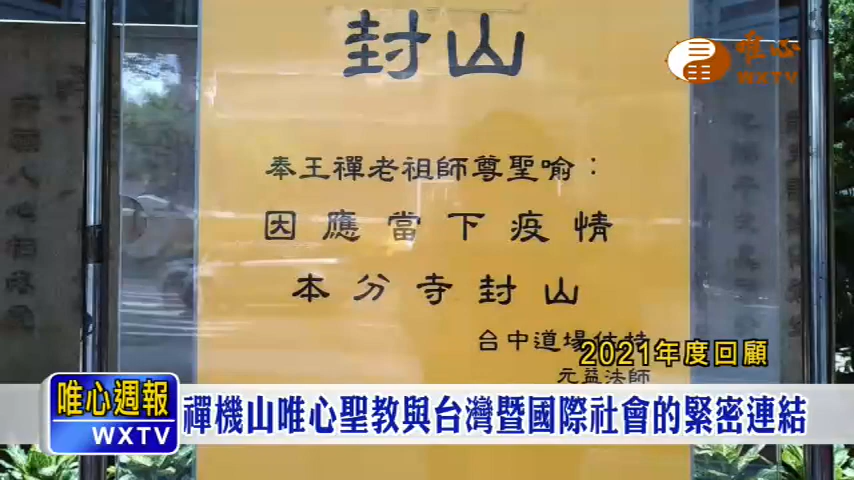 封山
唯心
WXTV
奉王禪老祖師尊聖喻：
因應當下疫情
本分寺封山
台中道場住持
元益法師
2021年度回顧
唯心週報
WXTV
禪機山唯心聖教與台灣暨國際社會的緊密連結